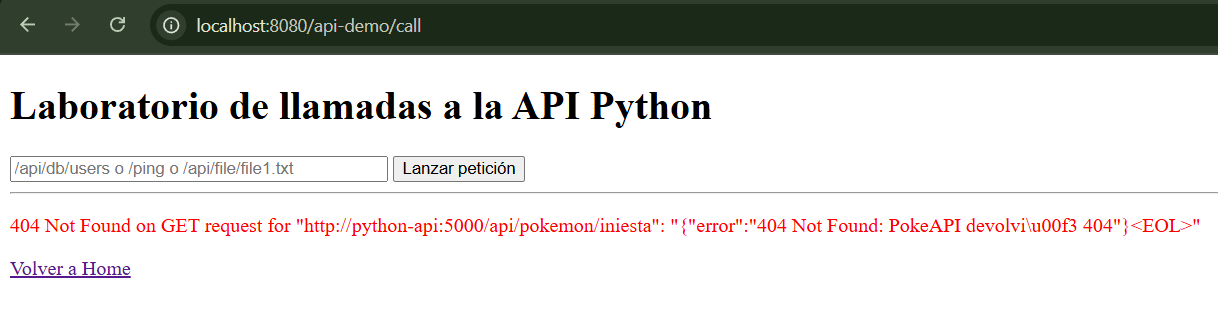 localhost:8080/api-demo/call
Laboratorio de llamadas a la API Python
/api/db/users o /ping o /api/file/file1.txt Lanzar petición
404 Not Found on GET request for "http://python-api:5000/api/pokemon/iniesta": "{"error":"404 Not Found: PokeAPI devolvi\u00f3 404"}<EOL>"
Volver a Home